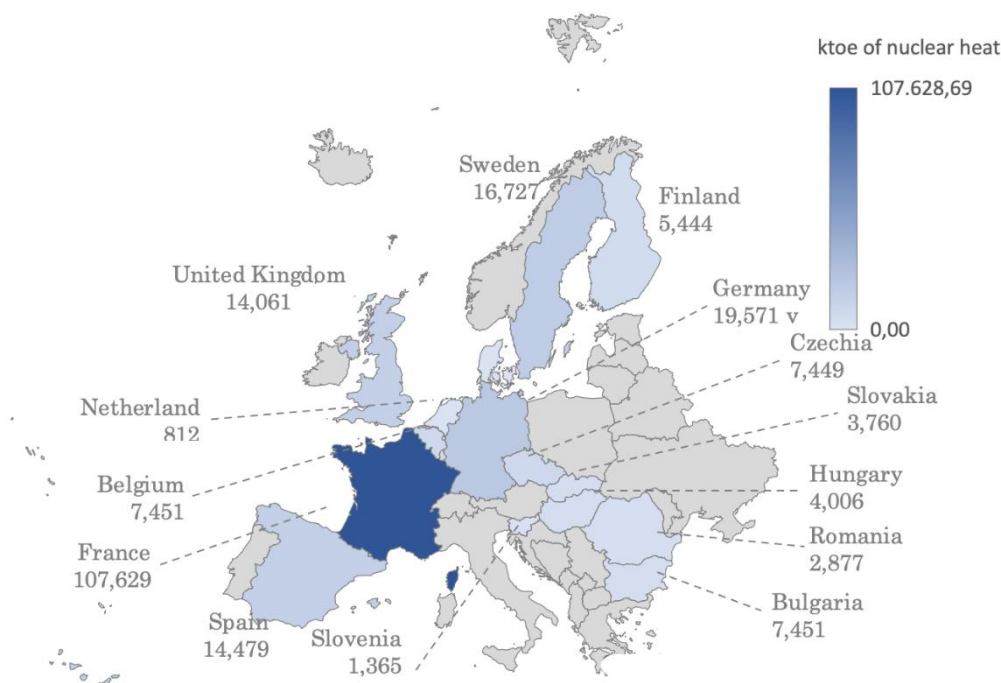 ktoe of nuclear heat
107.628,69
0,00
Sweden
16,727
Finland
5,444
United Kingdom
14,061
Germany
19,571 v
Czechia
7,449
Netherland
812
Slovakia
3,760
Belgium
7,451
Hungary
4,006
France
107,629
Romania
2,877
Spain
14,479
Slovenia
1,365
Bulgaria
7,451